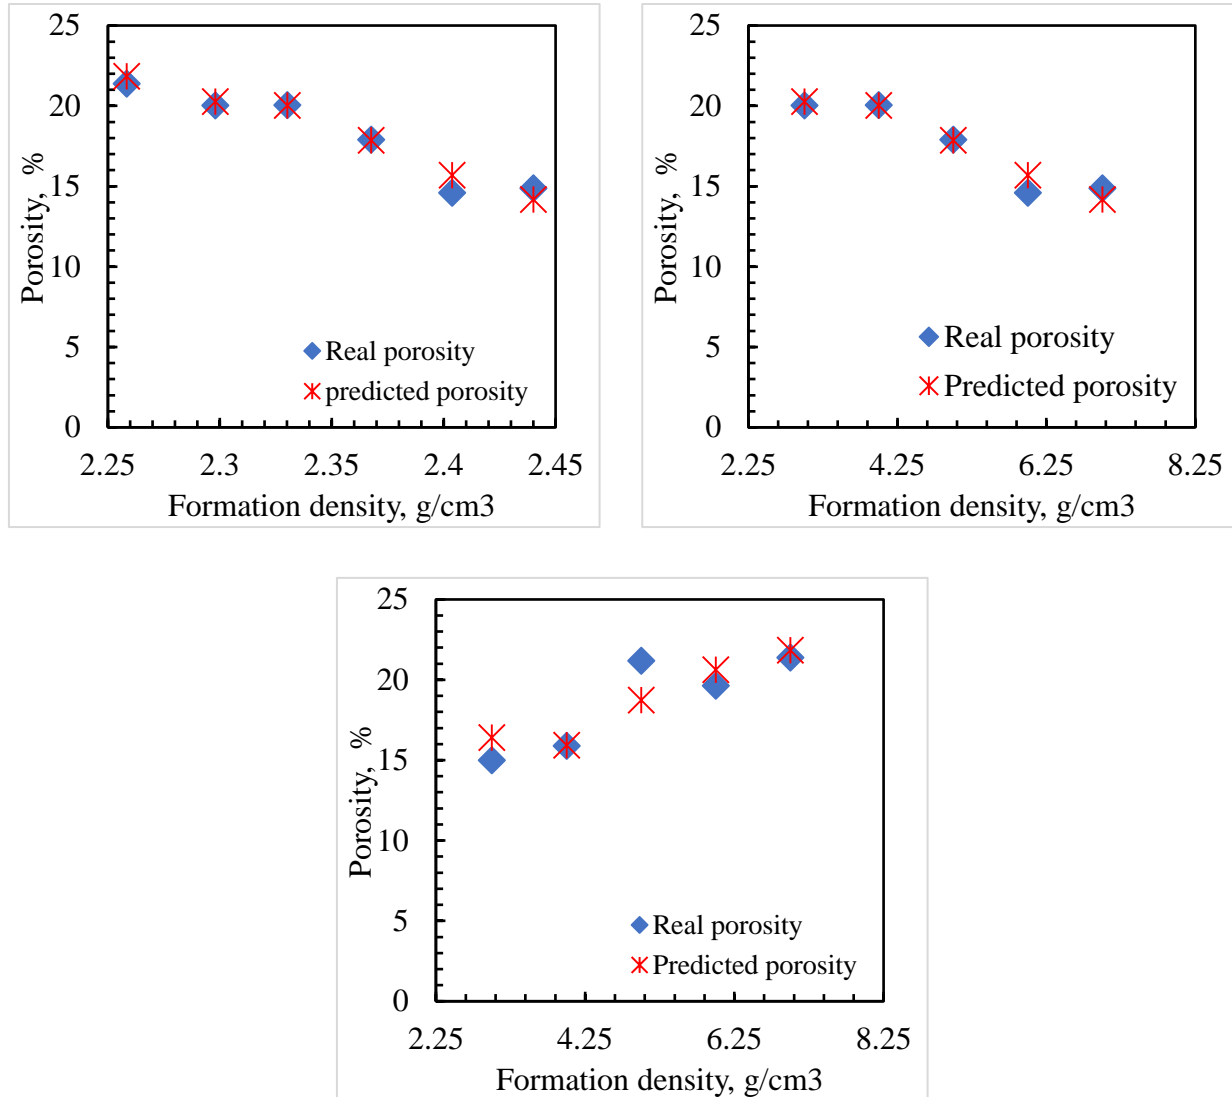 25
20
15
10
5
0
Porosity, %
Real porosity
predicted porosity
2.25 2.3 2.35 2.4 2.45
Formation density, g/cm3
25
20
15
10
5
0
Porosity, %
Real porosity
Predicted porosity
2.25 4.25 6.25 8.25
Formation density, g/cm3
25
20
15
10
5
0
Porosity, %
Real porosity
Predicted porosity
2.25 4.25 6.25 8.25
Formation density, g/cm3